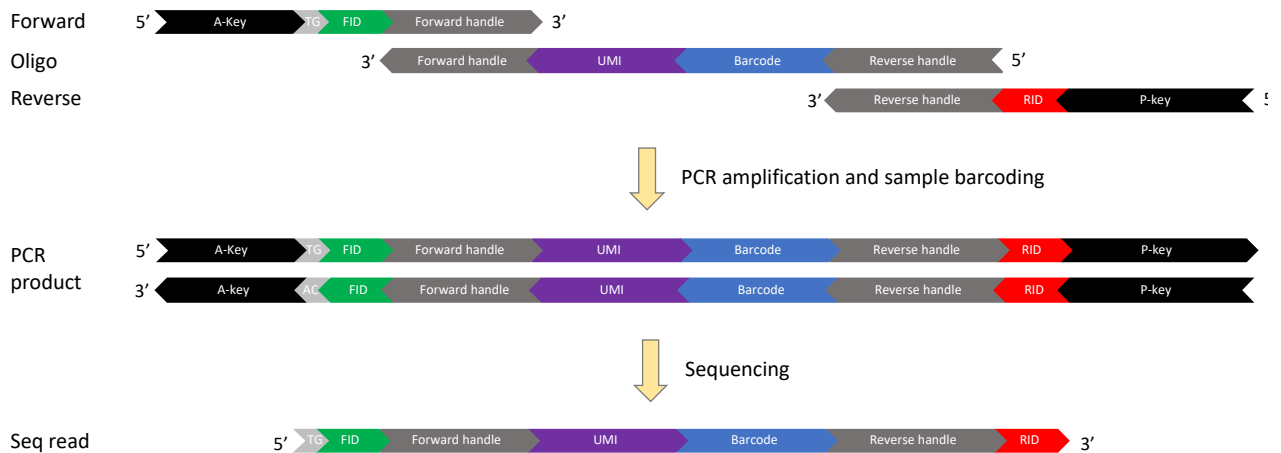 Forward 5’ A-Key TG FID Forward handle 3’
Oligo 3’ Forward handle UMI Barcode Reverse handle 5’
Reverse 3’ Reverse handle RID P-key 5
PCR amplification and sample barcoding
PCR product
5’ A-Key TG FID Forward handle UMI Barcode Reverse handle RID P-key
3’ A-key AC FID Forward handle UMI Barcode Reverse handle RID P-key
Sequencing
Seq read 5’ TG FID Forward handle UMI Barcode Reverse handle RID 3’